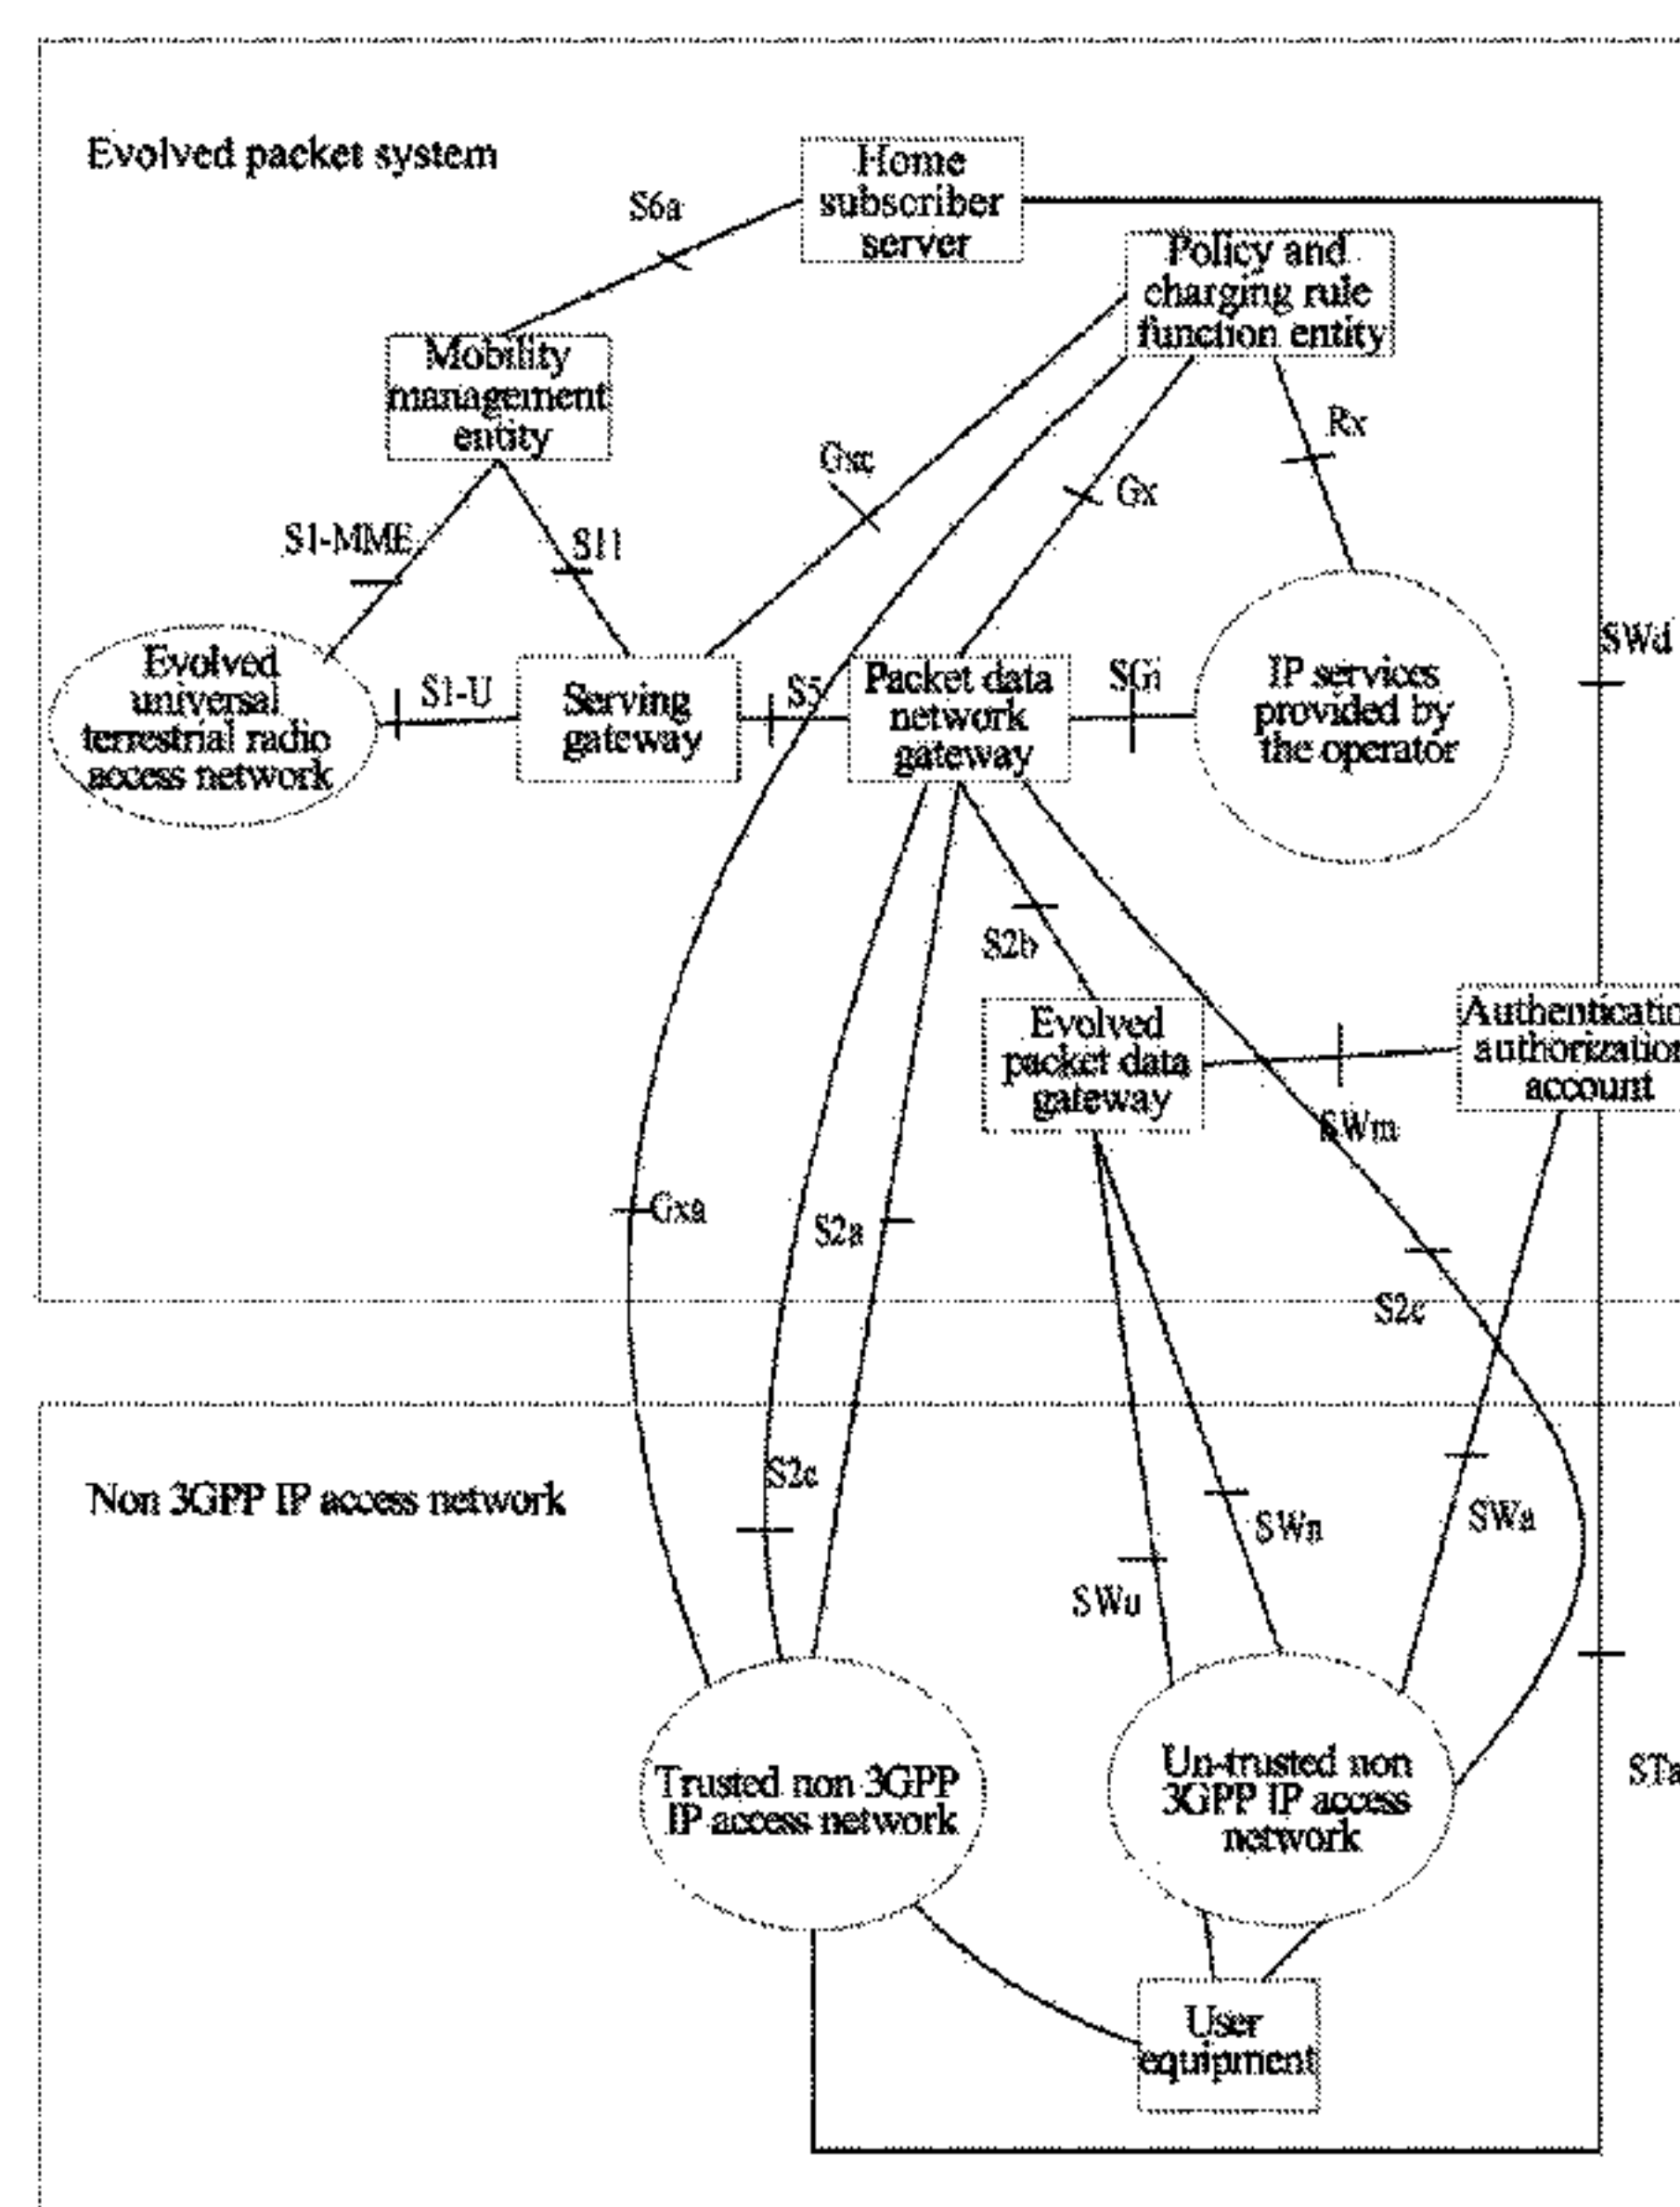 Evolved packet system
Home
subscriber
server
S6a
Policy and
charging rule
function entity
Mobility
management
entity
Rx
Gxc
Gx
S1-MME
S11
SWd
Evolved
universal
terrestrial radio
access network
S1-U
Serving
gateway
S5
Packet data
network
gateway
SGi
IP services
provided by
the operator
S2b
Evolved
packet data
gateway
Authenticatio
authorization
account
SWm
Gxa
S2a
S2c
Non 3GPP IP access network
S2c
SWn
SWa
SWu
Trusted non 3GPP
IP access network
Un-trusted non
3GPP IP access
network
STa
User
equipment